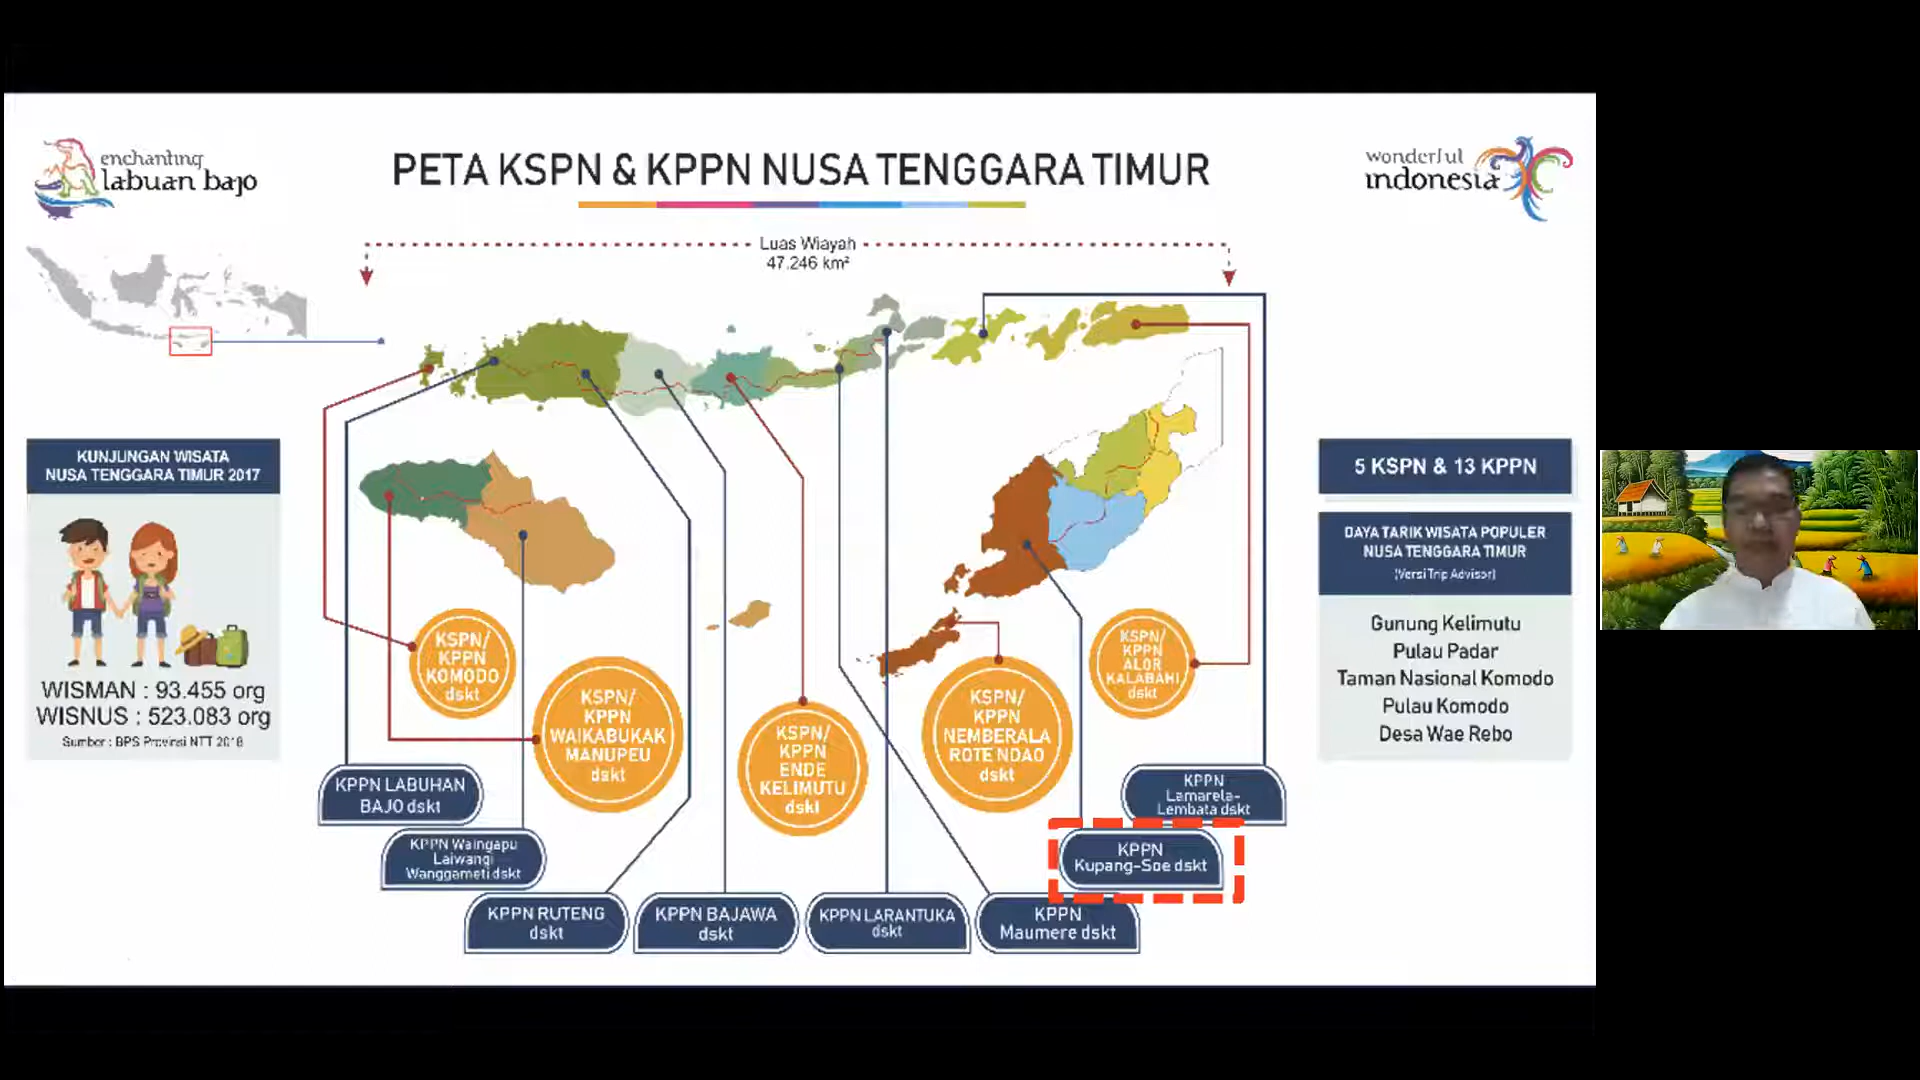 enchanting
labuan bajo
PETA KSPN & KPPN NUSA TENGGARA TIMUR
wonderful
indonesia
Luas Wiayah
47.246 km²
KUNJUNGAN WISATA
NUSA TENGGARA TIMUR 2017
WISMAN : 93.455 org
WISNUS : 523.083 org
Sumber : BPS Provinsi NTT 2018
5 KSPN & 13 KPPN
DAYA TARIK WISATA POPULER
NUSA TENGGARA TIMUR
(Versi Trip Advisor)
Gunung Kelimutu
Pulau Padar
Taman Nasional Komodo
Pulau Komodo
Desa Wae Rebo
KSPN/
KPPN
KOMODO
dskt
KSPN/
KPPN
WAIKABUKAK
MANUPEU
dskt
KSPN/
KPPN
ENDE
KELIMUTU
dskt
KSPN/
KPPN
NEMBERALA
ROTE NDAO
dskt
KSPN/
KPPN
ALOR
KALABAHI
dskt
KPPN LABUHAN
BAJO dskt
KPPN Waingapu
Laiwangi
Wanggameti dskt
KPPN RUTENG
dskt
KPPN BAJAWA
dskt
KPPN LARANTUKA
dskt
KPPN
Maumere dskt
KPPN
Kupang-Soe dskt
KPPN
Lamarela-
Lembata dskt